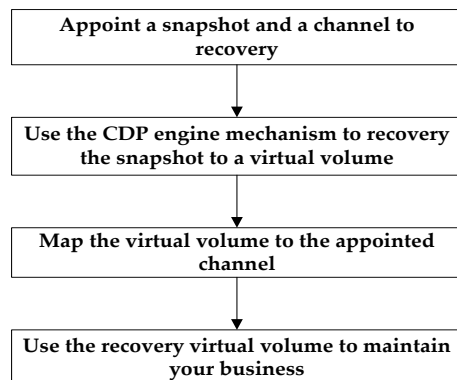 Appoint a snapshot and a channel to
recovery
Use the CDP engine mechanism to recovery
the snapshot to a virtual volume
Map the virtual volume to the appointed
channel
Use the recovery virtual volume to maintain
your business